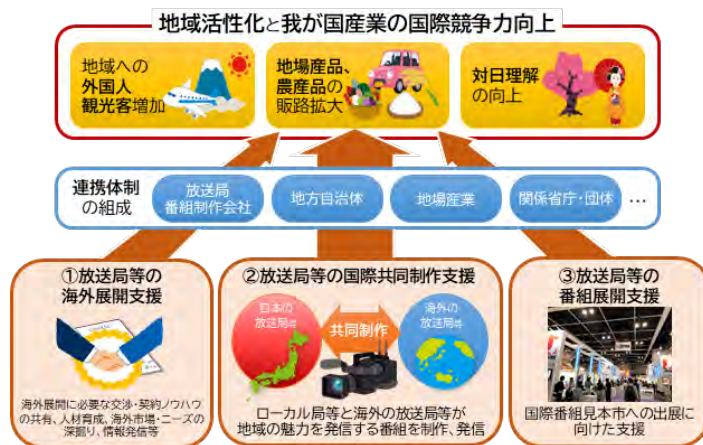 地域活性化と我が国産業の国際競争力向上
地域への
外国人
観光客増加
地場産品、
農産品の
販路拡大
対日理解
の向上
連携体制
の組成
放送局
番組制作会社
地方自治体
地場産業
関係省庁・団体
…
①放送局等の
海外展開支援
海外展開に必要な交渉・契約ノウハウ
の共有、人材育成、海外市場・ニーズの
深掘り、情報発信等
②放送局等の国際共同制作支援
日本の
放送局等
共同制作
海外の
放送局等
ローカル局等と海外の放送局等が
地域の魅力を発信する番組を制作、発信
③放送局等の
番組展開支援
国際番組見本市への出展に
向けた支援